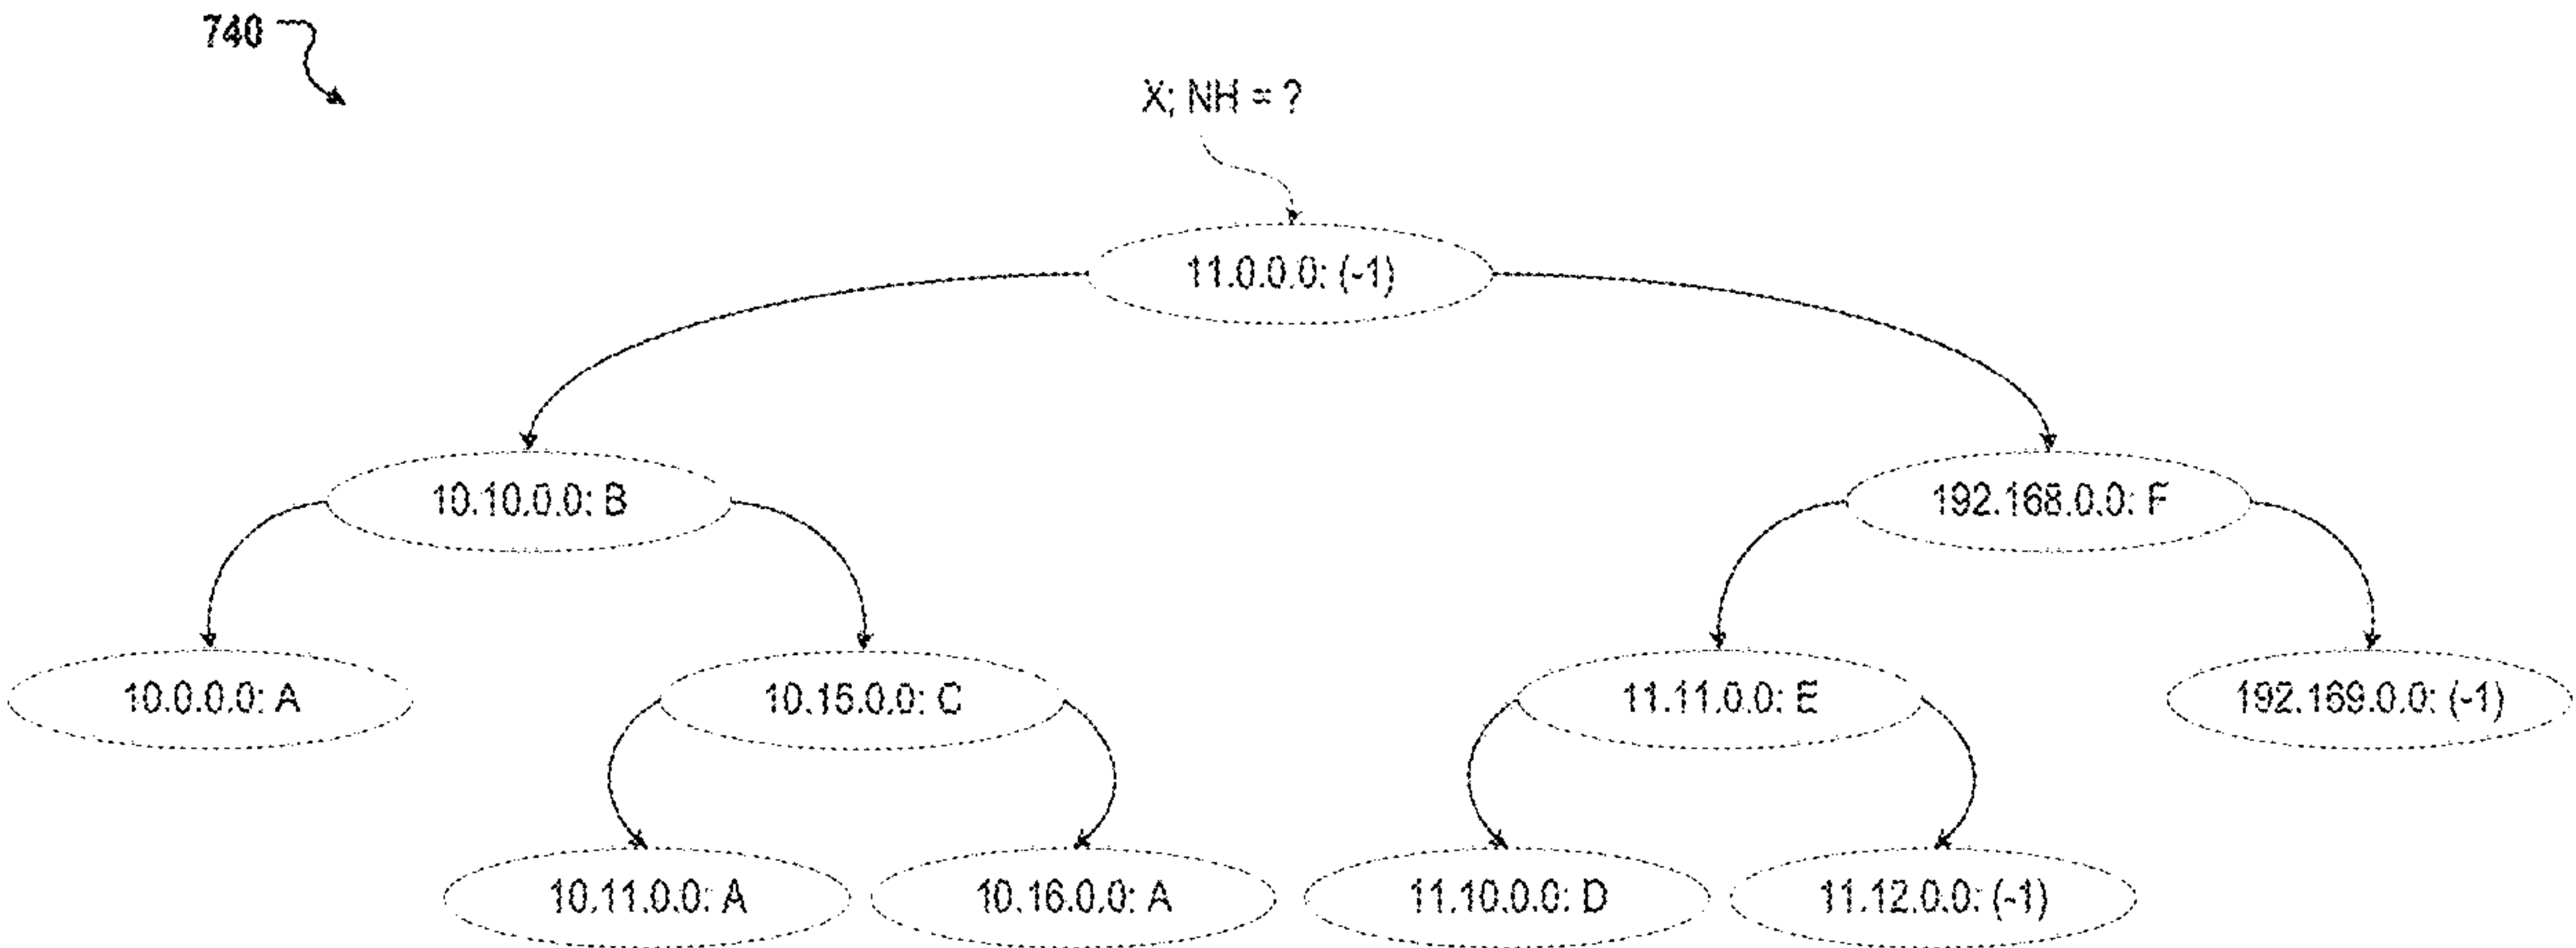 740
X; NH = ?
11.0.0.0: (-1)
10.10.0.0: B
192.168.0.0: F
10.0.0.0: A
10.15.0.0: C
11.11.0.0: E
192.169.0.0: (-1)
10.11.0.0: A
10.16.0.0: A
11.10.0.0: D
11.12.0.0: (-1)